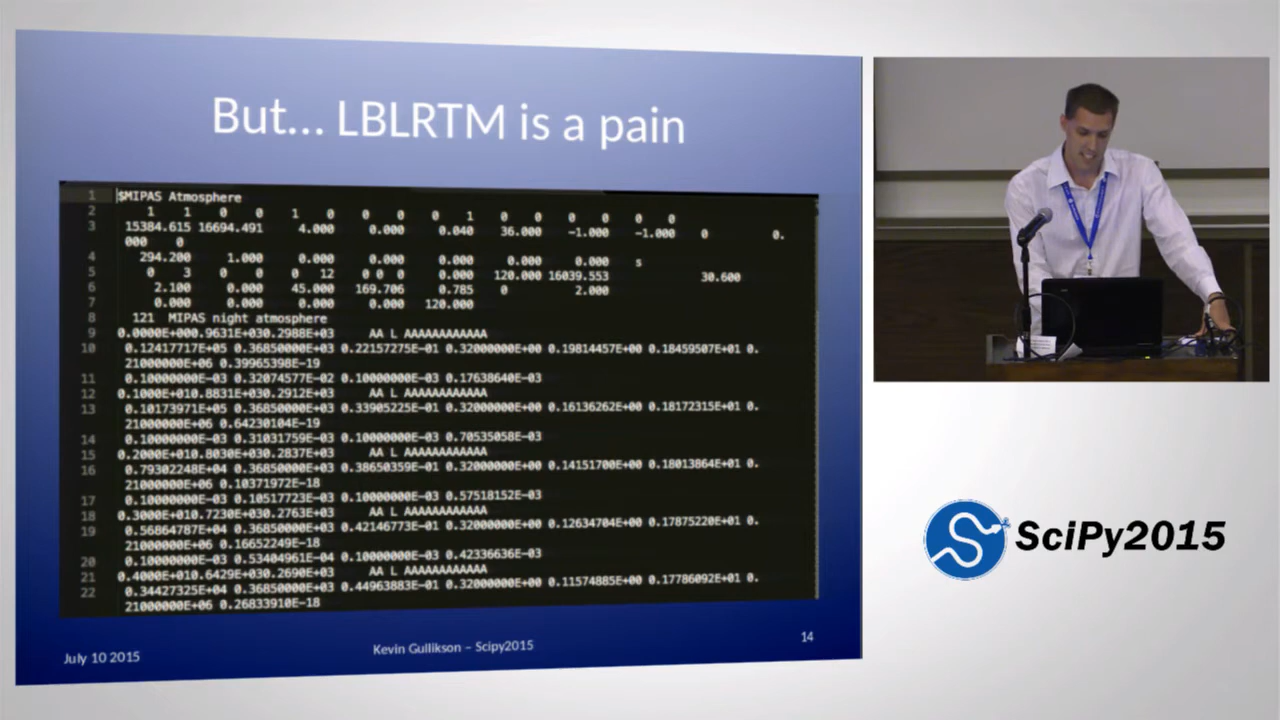 But... LBLRTM is a pain
1 $MIPAS Atmosphere
2 1 1 0 0 1 0 0 0 0 1 0 0 0 0 0 0
3 15384.615 16694.491 4.000 0.000 0.040 36.000 -1.000 -1.000 0 0.
000 0
4 294.200 1.000 0.000 0.000 0.000 0.000 0.000 s
5 0 3 0 0 12 0 0 0 0.000 120.000 16039.553 30.600
6 2.100 0.000 45.000 169.706 0.785 0 2.000
7 0.000 0.000 0.000 0.000 120.000
8 121 MIPAS night atmosphere
9 0.0000E+000.9631E+030.2988E+03 AA L AAAAAAAAAAAA
10 0.12417717E+05 0.36850000E+03 0.22157275E-01 0.32000000E+00 0.19814457E+00 0.18459507E+01 0.
21000000E+06 0.39965398E-19
11 0.10000000E-03 0.32074577E-02 0.10000000E-03 0.17638640E-03
12 0.1000E+010.8831E+030.2912E+03 AA L AAAAAAAAAAAA
13 0.10173971E+05 0.36850000E+03 0.33905225E-01 0.32000000E+00 0.16136262E+00 0.18172315E+01 0.
21000000E+06 0.64230104E-19
14 0.10000000E-03 0.31031759E-03 0.10000000E-03 0.70535058E-03
15 0.2000E+010.8030E+030.2837E+03 AA L AAAAAAAAAAAA
16 0.79302248E+04 0.36850000E+03 0.38650359E-01 0.32000000E+00 0.14151700E+00 0.18013864E+01 0.
21000000E+06 0.10371972E-18
17 0.10000000E-03 0.10517723E-03 0.10000000E-03 0.57518152E-03
18 0.3000E+010.7230E+030.2763E+03 AA L AAAAAAAAAAAA
19 0.56864787E+04 0.36850000E+03 0.42146773E-01 0.32000000E+00 0.12634704E+00 0.17875220E+01 0.
21000000E+06 0.16652249E-18
20 0.10000000E-03 0.53404961E-04 0.10000000E-03 0.42336636E-03
21 0.4000E+010.6429E+030.2690E+03 AA L AAAAAAAAAAAA
22 0.34427325E+04 0.36850000E+03 0.44963883E-01 0.32000000E+00 0.11574885E+00 0.17786092E+01 0.
21000000E+06 0.26833910E-18
July 10 2015
Kevin Gullikson – Scipy2015
14
SciPy2015